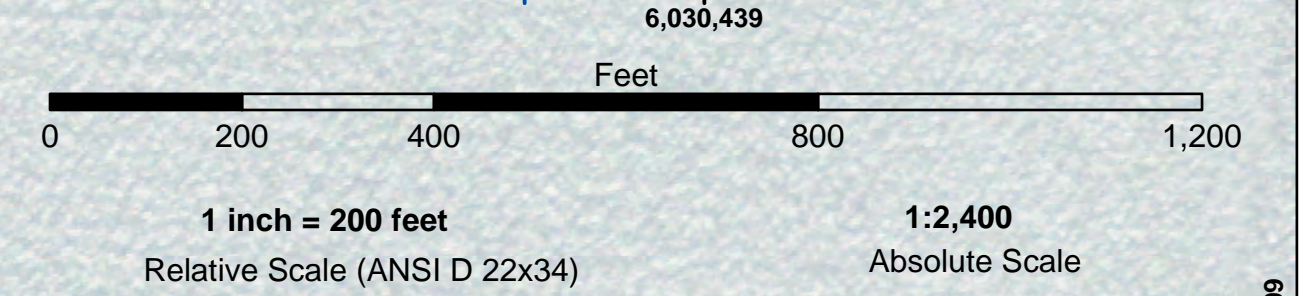 6,030,439
Feet
0 200 400 800 1,200
1 inch = 200 feet 1:2,400
Relative Scale (ANSI D 22x34) Absolute Scale